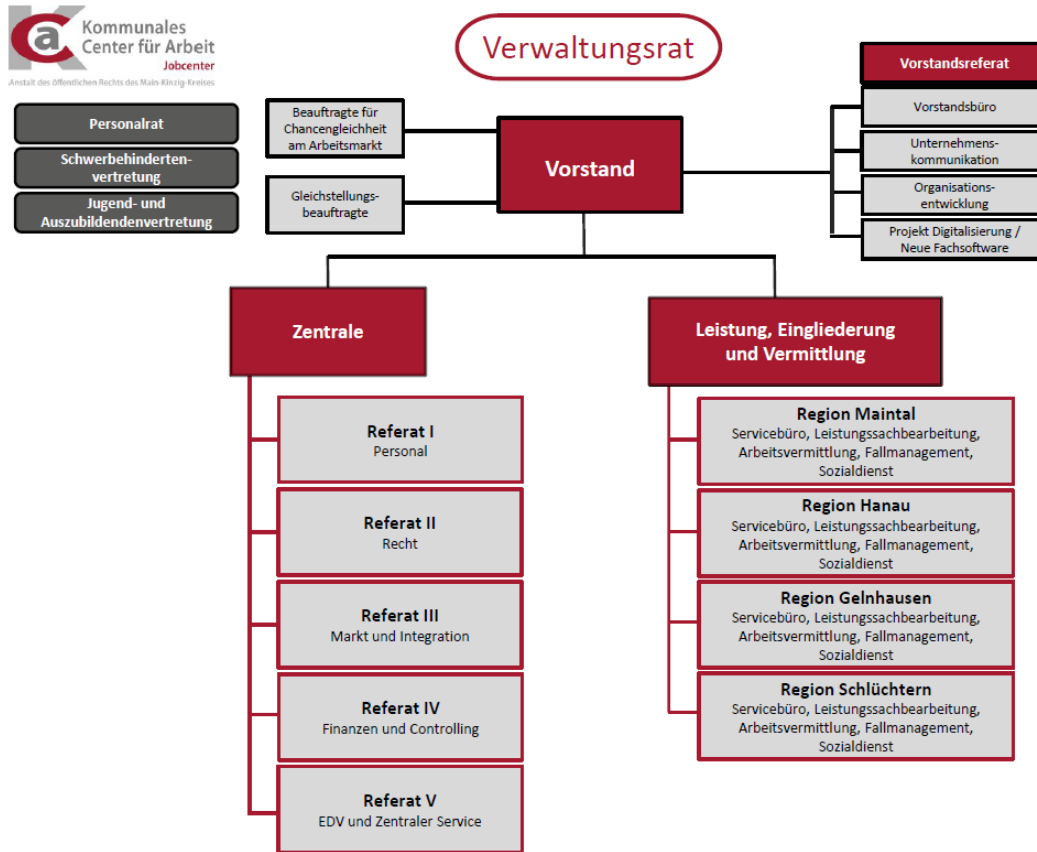 Kommunales
Center für Arbeit
Jobcenter
Anstalt des öffentlichen Rechts des Main-Kinzig-Kreises
Verwaltungsrat
Personalrat
Schwerbehinderten-
vertretung
Jugend- und
Auszubildendenvertretung
Beauftragte für
Chancengleichheit
am Arbeitsmarkt
Gleichstellungs-
beauftragte
Vorstand
Vorstandsreferat
Vorstandsbüro
Unternehmens-
kommunikation
Organisations-
entwicklung
Projekt Digitalisierung /
Neue Fachsoftware
Zentrale
Referat I
Personal
Referat II
Recht
Referat III
Markt und Integration
Referat IV
Finanzen und Controlling
Referat V
EDV und Zentraler Service
Leistung, Eingliederung
und Vermittlung
Region Maintal
Servicebüro, Leistungssachbearbeitung,
Arbeitsvermittlung, Fallmanagement,
Sozialdienst
Region Hanau
Servicebüro, Leistungssachbearbeitung,
Arbeitsvermittlung, Fallmanagement,
Sozialdienst
Region Gelnhausen
Servicebüro, Leistungssachbearbeitung,
Arbeitsvermittlung, Fallmanagement,
Sozialdienst
Region Schlüchtern
Servicebüro, Leistungssachbearbeitung,
Arbeitsvermittlung, Fallmanagement,
Sozialdienst